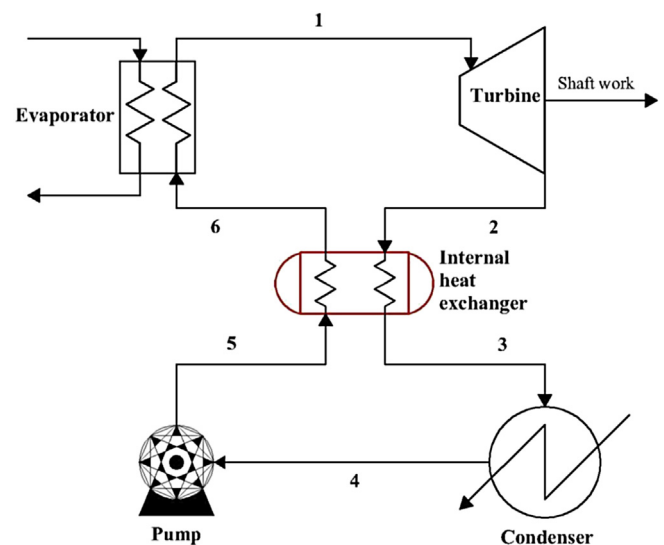 1
Turbine
Shaft work
Evaporator
6
2
Internal
heat
exchanger
5
3
4
Pump
Condenser